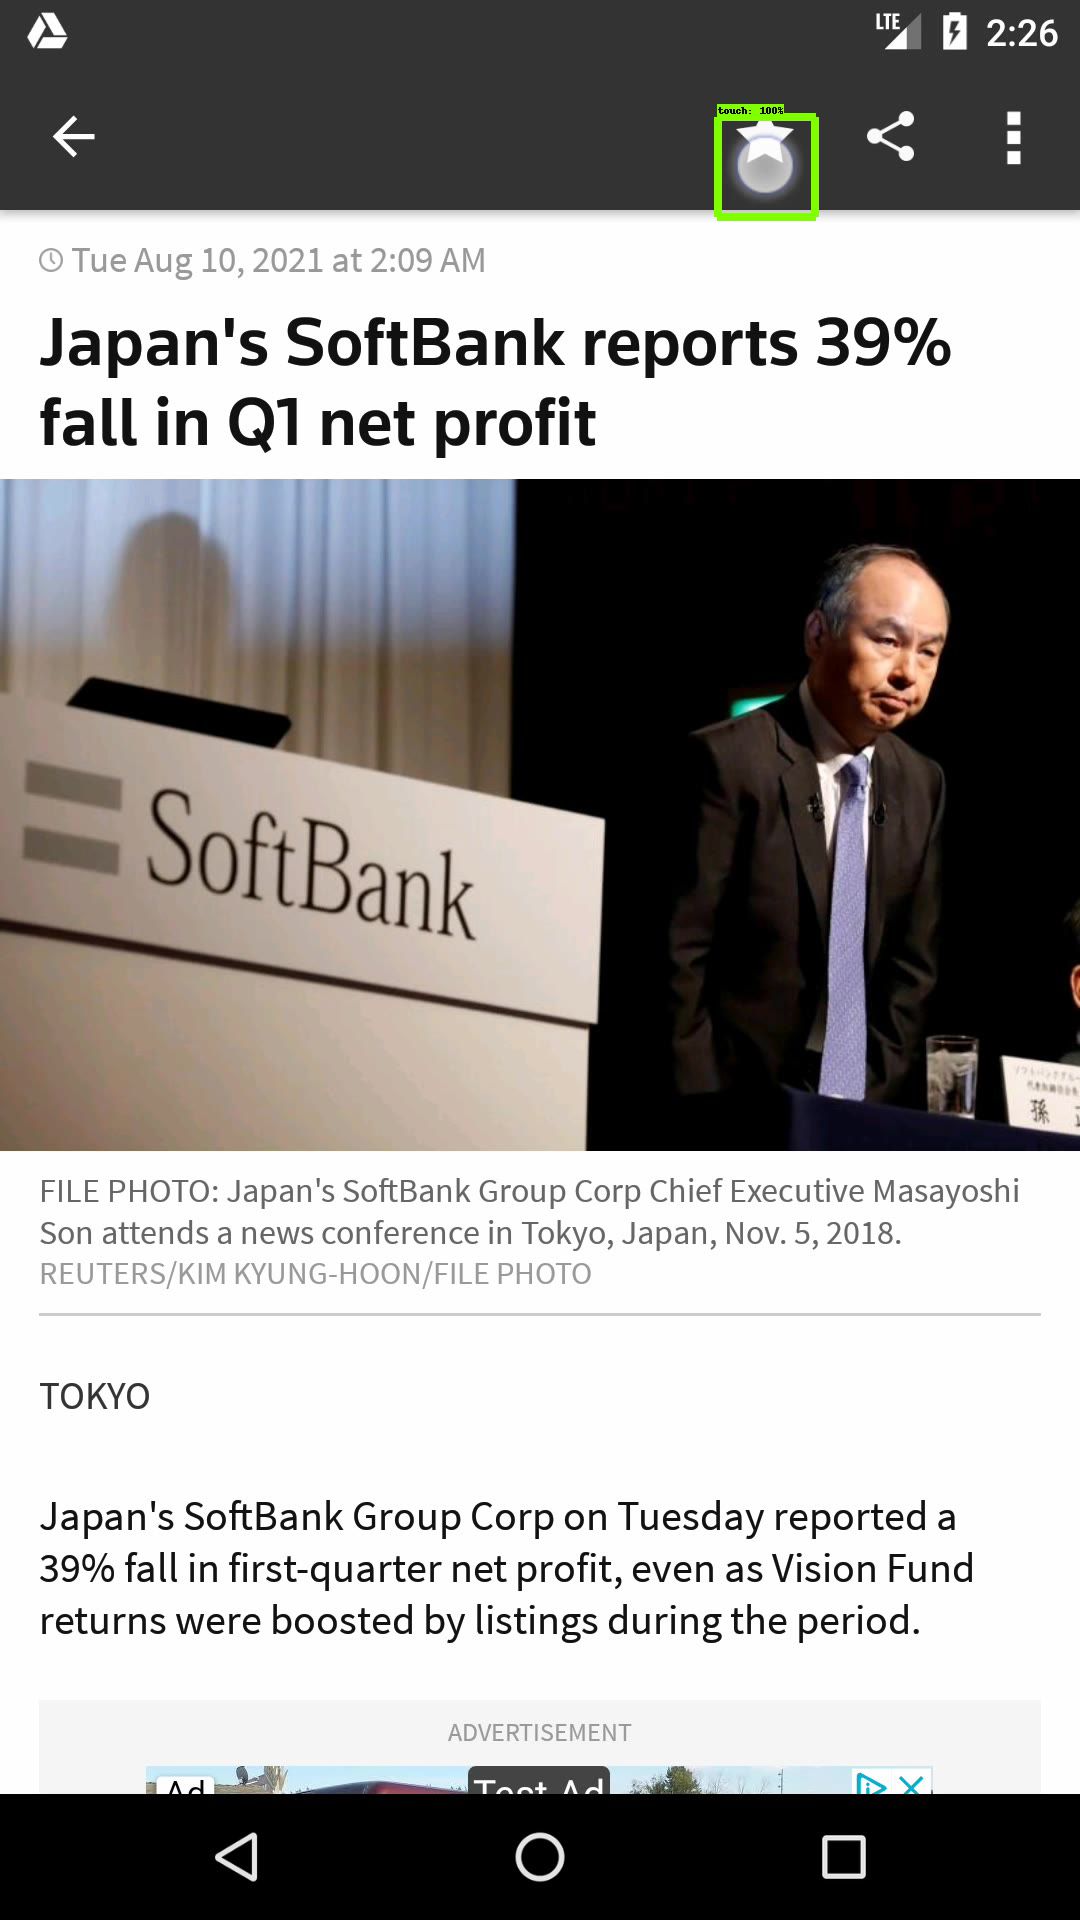 LTE 2:26
touch: 100%
Tue Aug 10, 2021 at 2:09 AM
Japan's SoftBank reports 39%
fall in Q1 net profit
SoftBank
孫
FILE PHOTO: Japan's SoftBank Group Corp Chief Executive Masayoshi
Son attends a news conference in Tokyo, Japan, Nov. 5, 2018.
REUTERS/KIM KYUNG-HOON/FILE PHOTO
TOKYO
Japan's SoftBank Group Corp on Tuesday reported a
39% fall in first-quarter net profit, even as Vision Fund
returns were boosted by listings during the period.
ADVERTISEMENT
Ad Test Ad